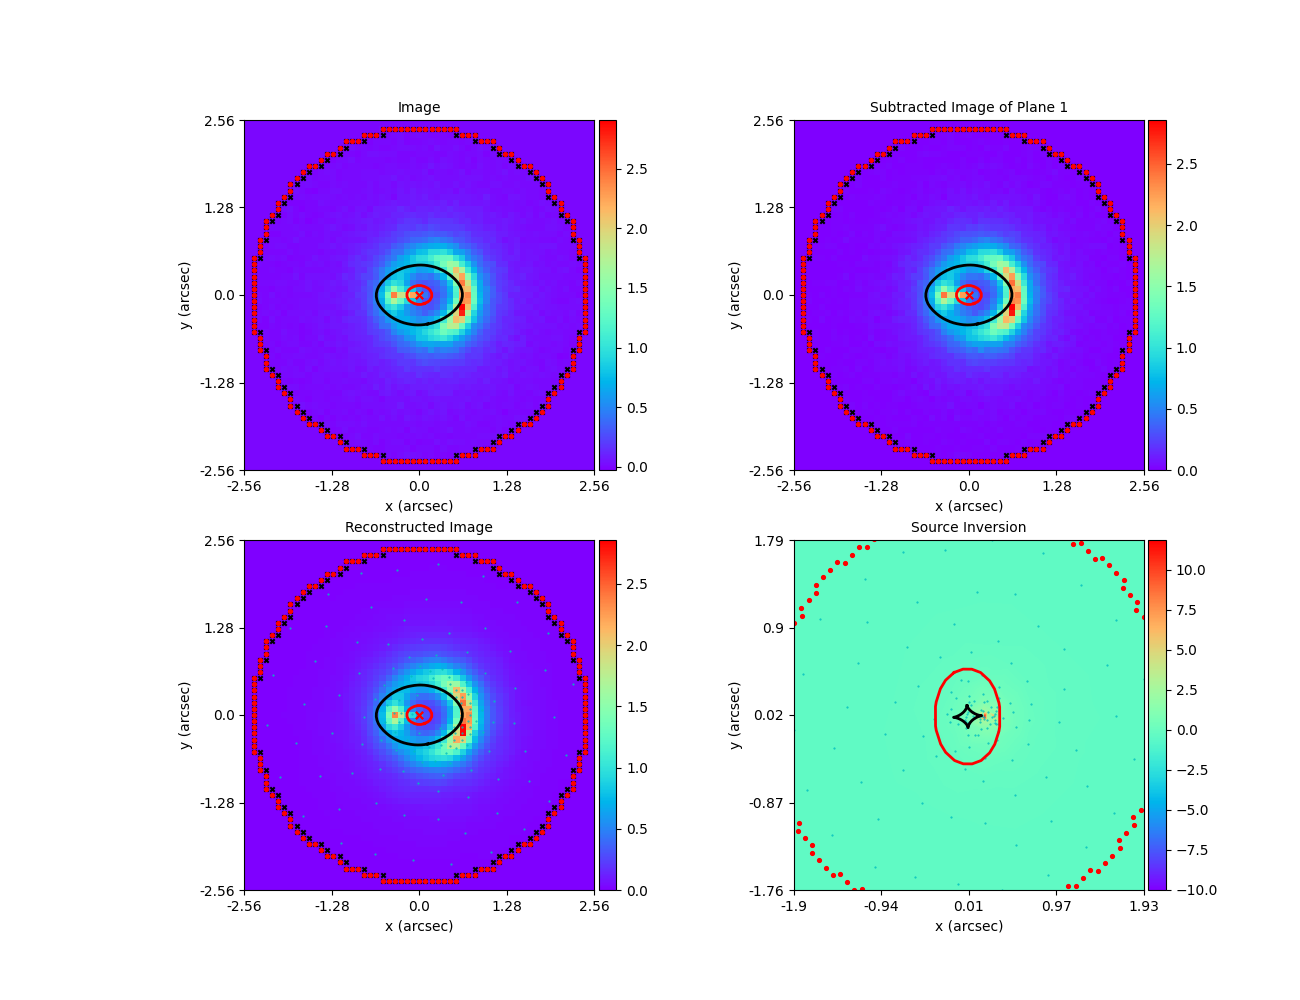 Image
2.56
1.28
0.0
-1.28
-2.56
y (arcsec)
-2.56 -1.28 0.0 1.28 2.56
x (arcsec)
2.5
2.0
1.5
1.0
0.5
0.0
Subtracted Image of Plane 1
2.56
1.28
0.0
-1.28
-2.56
y (arcsec)
-2.56 -1.28 0.0 1.28 2.56
x (arcsec)
2.5
2.0
1.5
1.0
0.5
0.0
Reconstructed Image
2.56
1.28
0.0
-1.28
-2.56
y (arcsec)
-2.56 -1.28 0.0 1.28 2.56
x (arcsec)
2.5
2.0
1.5
1.0
0.5
0.0
Source Inversion
1.79
0.9
0.02
-0.87
-1.76
y (arcsec)
-1.9 -0.94 0.01 0.97 1.93
x (arcsec)
10.0
7.5
5.0
2.5
0.0
−2.5
−5.0
−7.5
−10.0